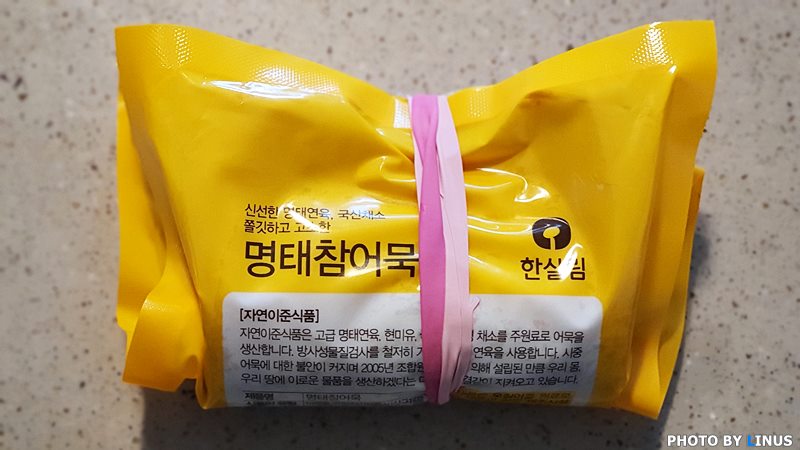 신선한 명태연육, 국산채소
쫄깃하고 고소한
명태참어묵
한살림
[자연이준식품]
자연이준식품은 고급 명태연육, 현미유, 채소를 주원료로 어묵을
생산합니다. 방사성물질검사를 철저히 연육을 사용합니다. 시중
어묵에 대한 불안이 커지며 2005년 조합원 의해 설립된 만큼 우리 몸,
우리 땅에 이로운 물품을 생산하겠다는 지켜오고 있습니다.
제품명 명태참어묵
PHOTO BY LINUS